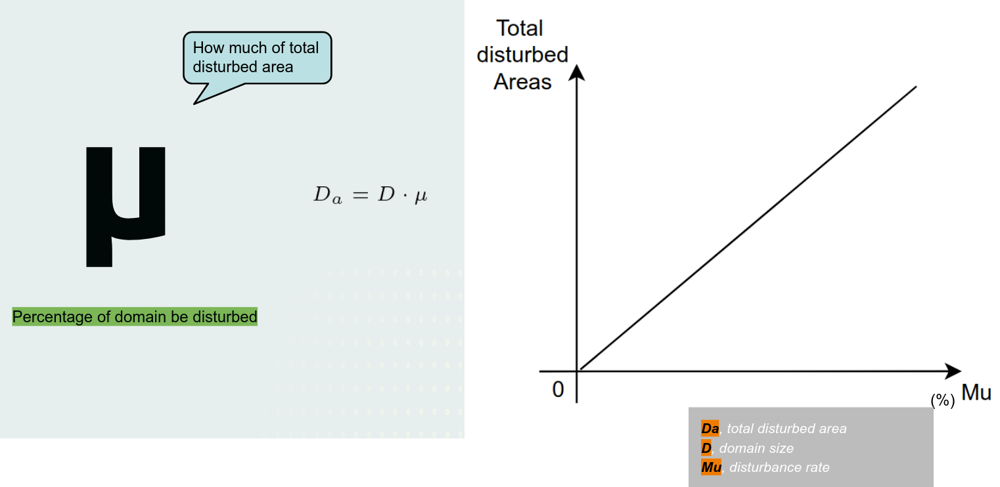 How much of total
disturbed area
μ
D_a = D · μ
Percentage of domain be disturbed
Total
disturbed
Areas
0
(%) Mu
Da, total disturbed area
D, domain size
Mu, disturbance rate